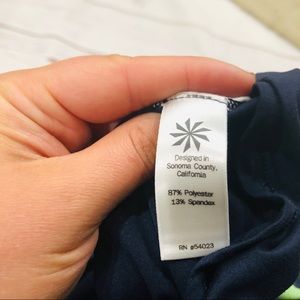 Designed in
Sonoma County,
California
87% Polyester
13% Spandex
RN #54023